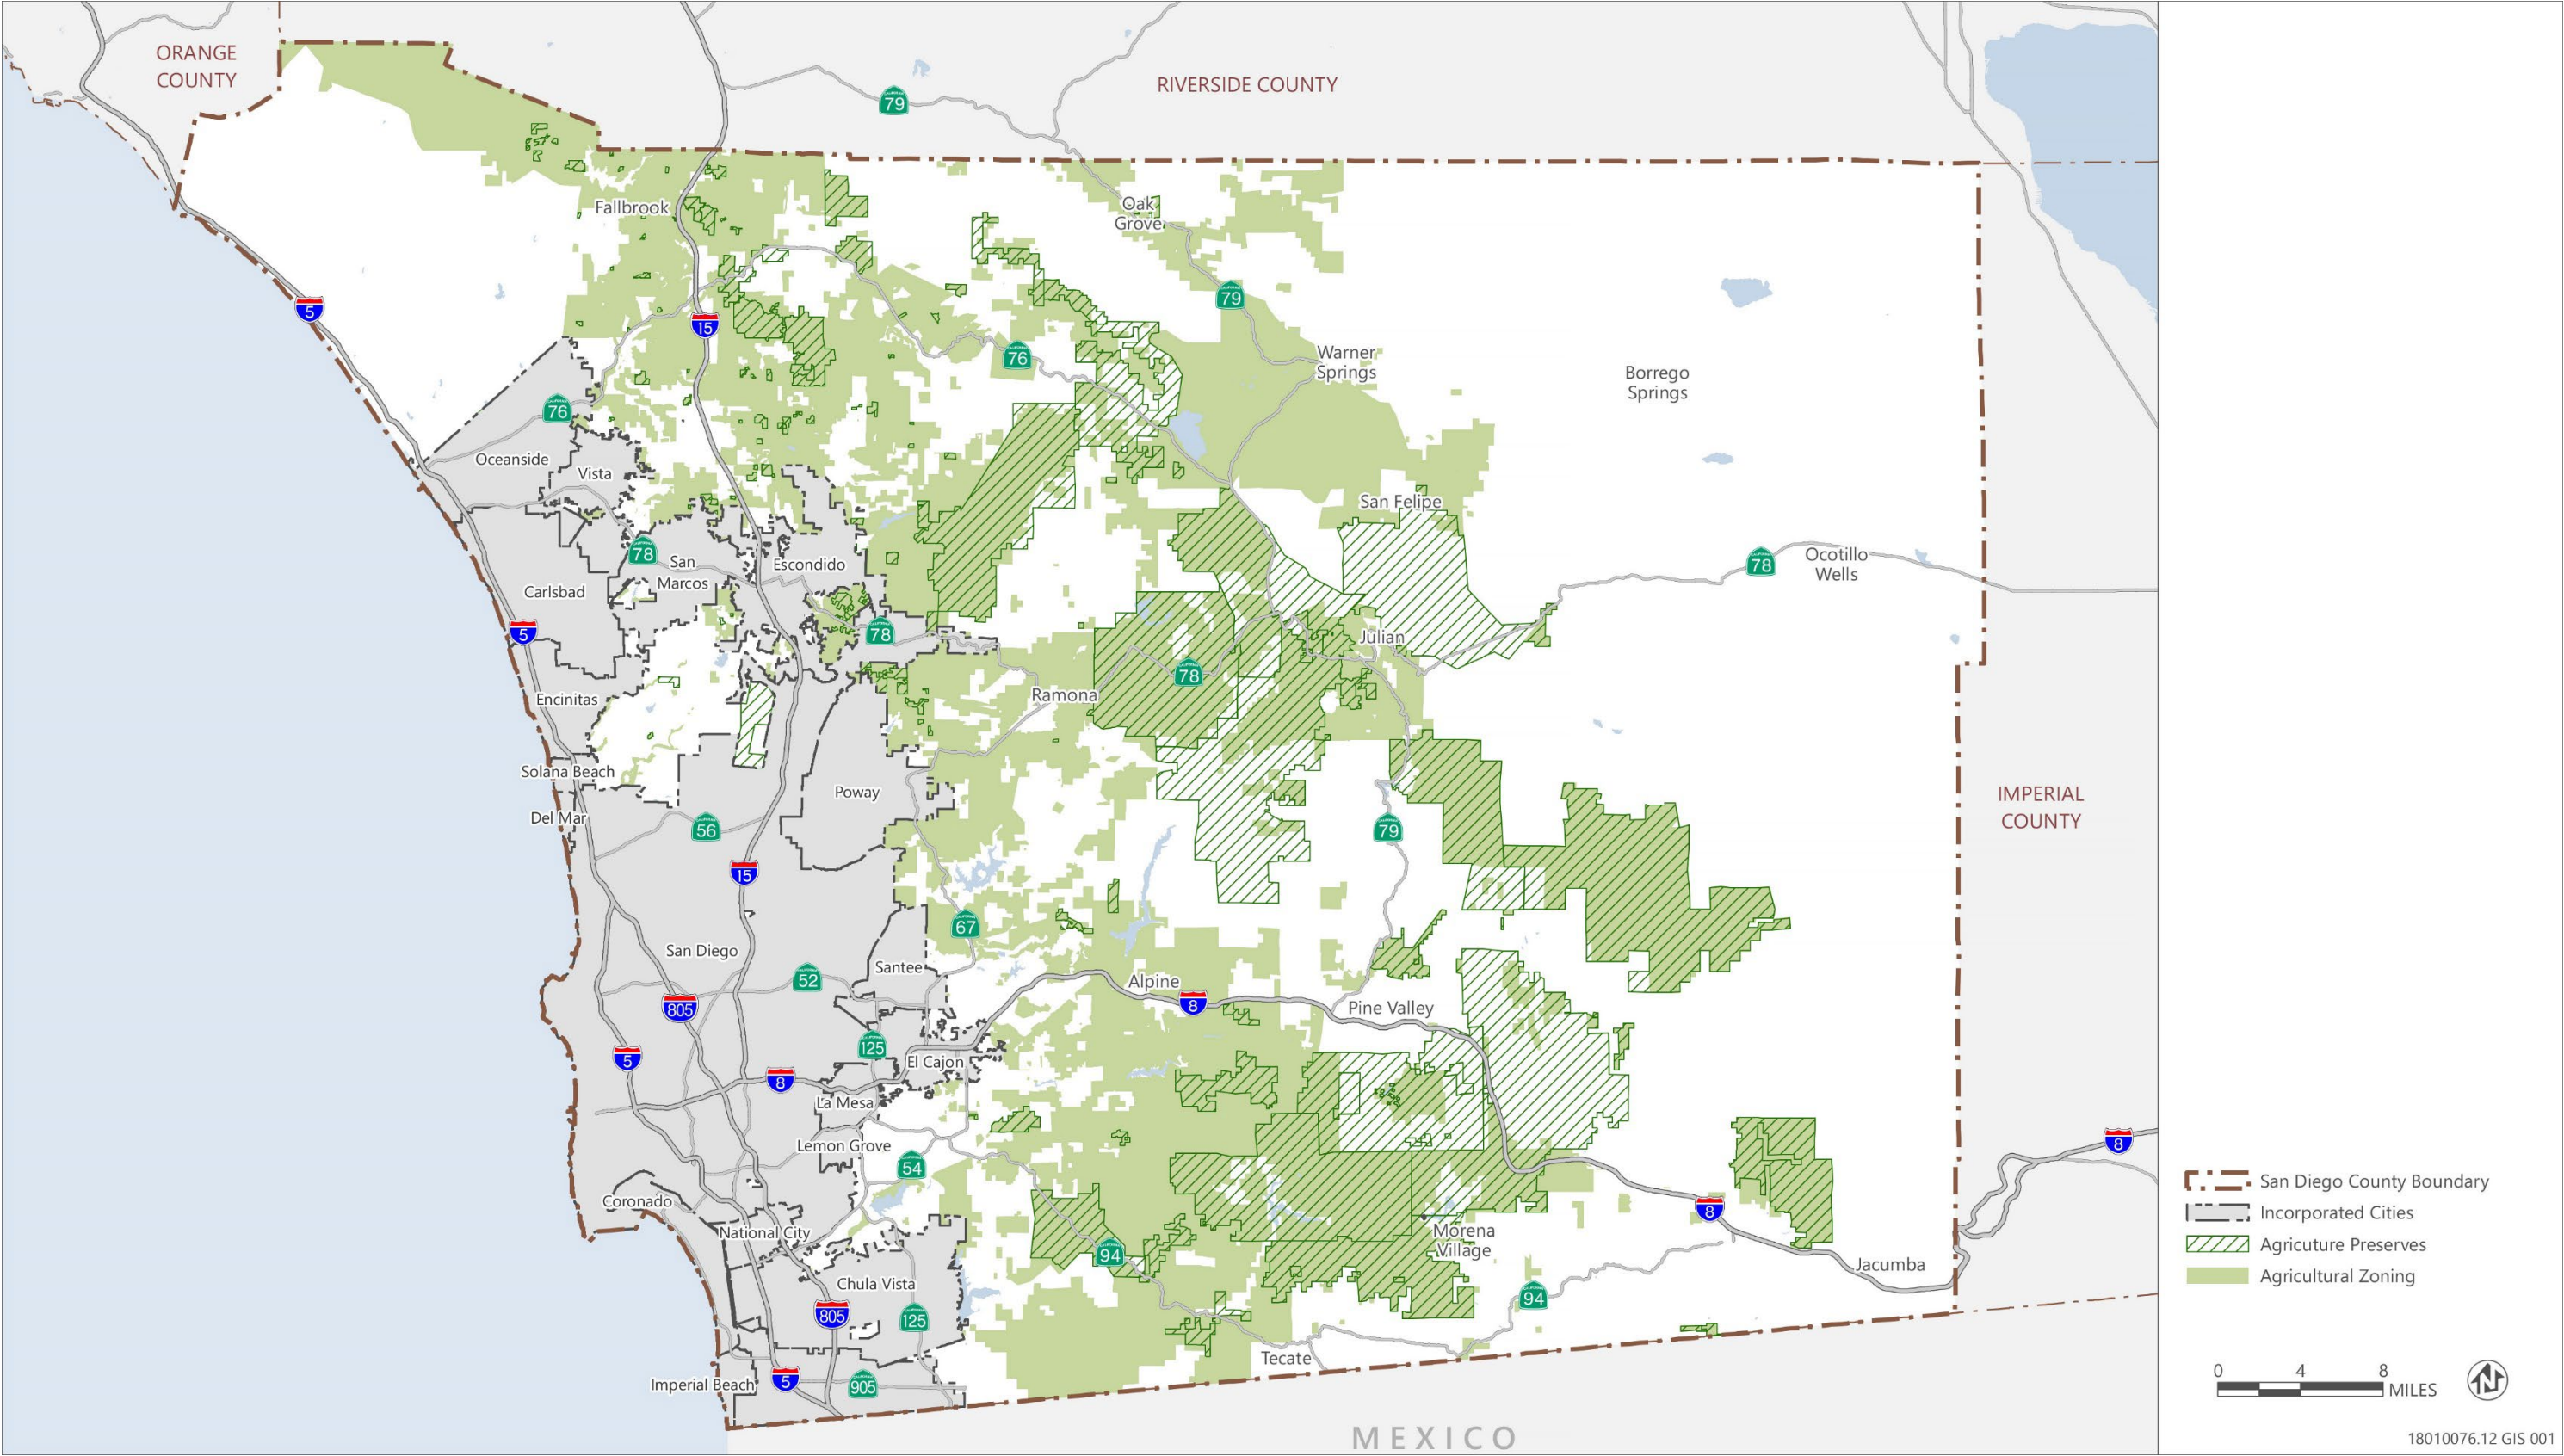 ORANGE
COUNTY
RIVERSIDE COUNTY
CALIFORNIA
79
Oak
Grove
Fallbrook
5
15
79
76
Warner
Springs
Borrego
Springs
76
Oceanside
Vista
San Felipe
78
San
Marcos
Escondido
78
Ocotillo
Wells
Carlsbad
5
78
Julian
78
Encinitas
Ramona
Solana Beach
Poway
Del Mar
56
79
IMPERIAL
COUNTY
15
67
San Diego
Santee
52
Alpine
8
Pine Valley
805
125
5
El Cajon
8
La Mesa
Lemon Grove
54
8
Coronado
8
National City
94
Morena
Village
Jacumba
Chula Vista
94
805
125
Tecate
Imperial Beach
5
905
MEXICO
San Diego County Boundary
Incorporated Cities
Agricuture Preserves
Agricultural Zoning
0 4 8
MILES
N
18010076.12 GIS 001